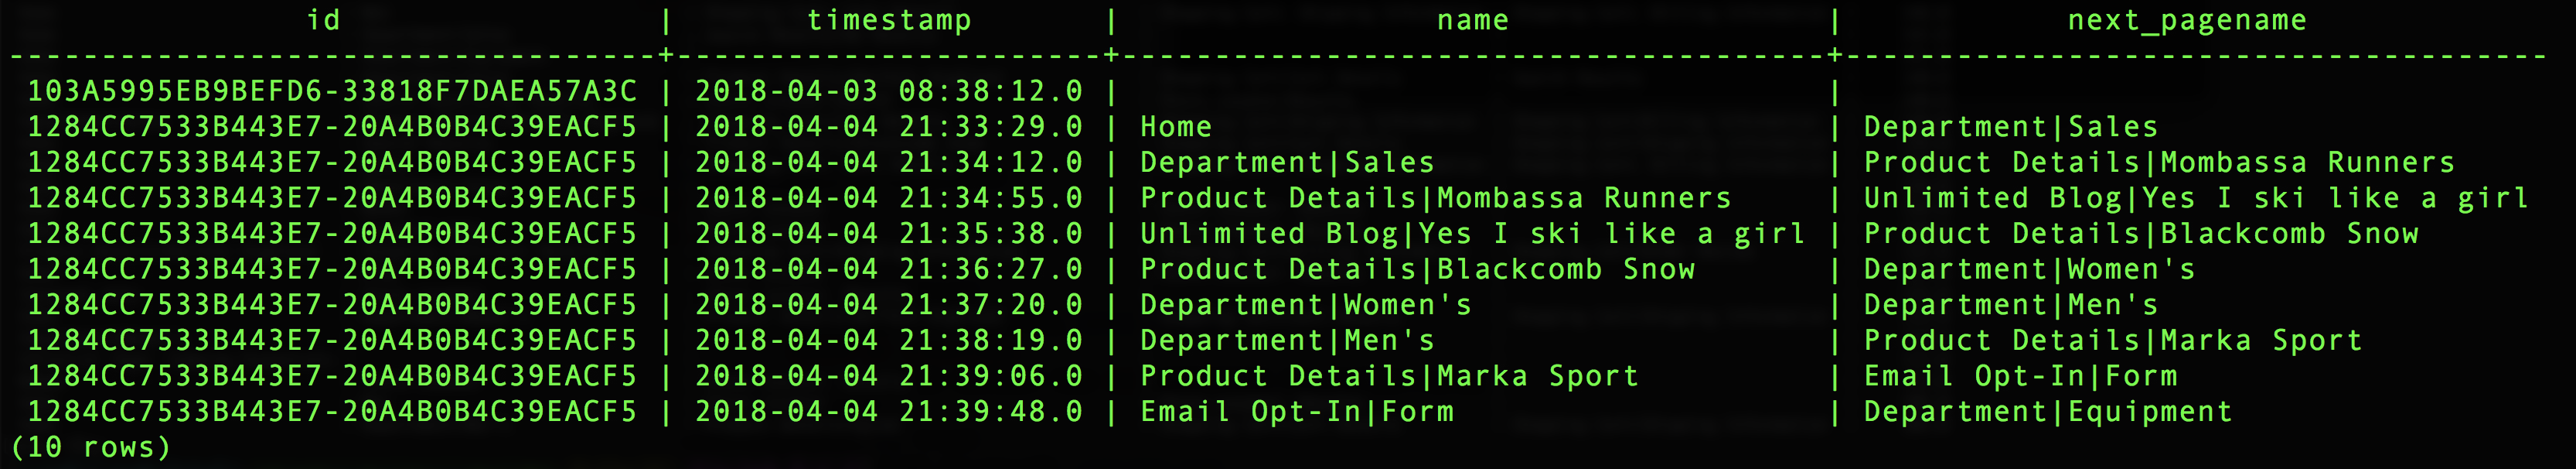 id                |      timestamp      |                name                |            next_pagename
-----------------------------------+---------------------+------------------------------------+------------------------------------
 103A5995EB9BEFD6-33818F7DAEA57A3C | 2018-04-03 08:38:12.0 |                                    |
 1284CC7533B443E7-20A4B0B4C39EACF5 | 2018-04-04 21:33:29.0 | Home                               | Department|Sales
 1284CC7533B443E7-20A4B0B4C39EACF5 | 2018-04-04 21:34:12.0 | Department|Sales                   | Product Details|Mombassa Runners
 1284CC7533B443E7-20A4B0B4C39EACF5 | 2018-04-04 21:34:55.0 | Product Details|Mombassa Runners   | Unlimited Blog|Yes I ski like a girl
 1284CC7533B443E7-20A4B0B4C39EACF5 | 2018-04-04 21:35:38.0 | Unlimited Blog|Yes I ski like a girl | Product Details|Blackcomb Snow
 1284CC7533B443E7-20A4B0B4C39EACF5 | 2018-04-04 21:36:27.0 | Product Details|Blackcomb Snow     | Department|Women's
 1284CC7533B443E7-20A4B0B4C39EACF5 | 2018-04-04 21:37:20.0 | Department|Women's                 | Department|Men's
 1284CC7533B443E7-20A4B0B4C39EACF5 | 2018-04-04 21:38:19.0 | Department|Men's                   | Product Details|Marka Sport
 1284CC7533B443E7-20A4B0B4C39EACF5 | 2018-04-04 21:39:06.0 | Product Details|Marka Sport        | Email Opt-In|Form
 1284CC7533B443E7-20A4B0B4C39EACF5 | 2018-04-04 21:39:48.0 | Email Opt-In|Form                  | Department|Equipment
(10 rows)